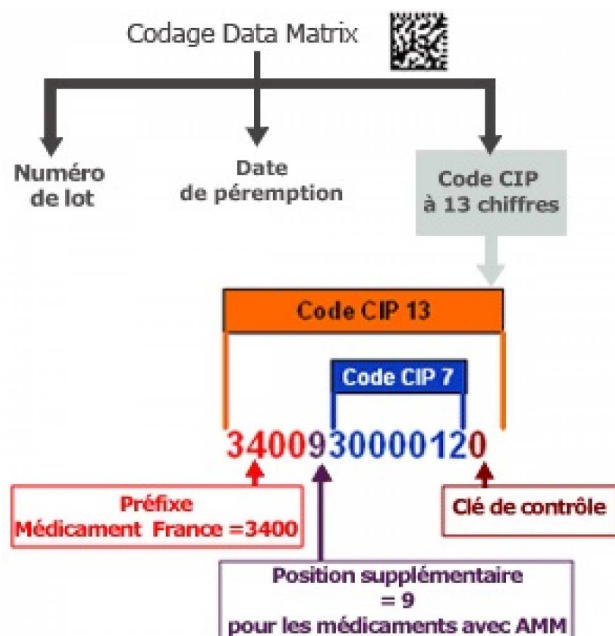 Codage Data Matrix
Numéro
de lot
Date
de péremption
Code CIP
à 13 chiffres
Code CIP 13
Code CIP 7
3400930000120
Préfixe
Médicament France =3400
Clé de contrôle
Position supplémentaire
= 9
pour les médicaments avec AMM